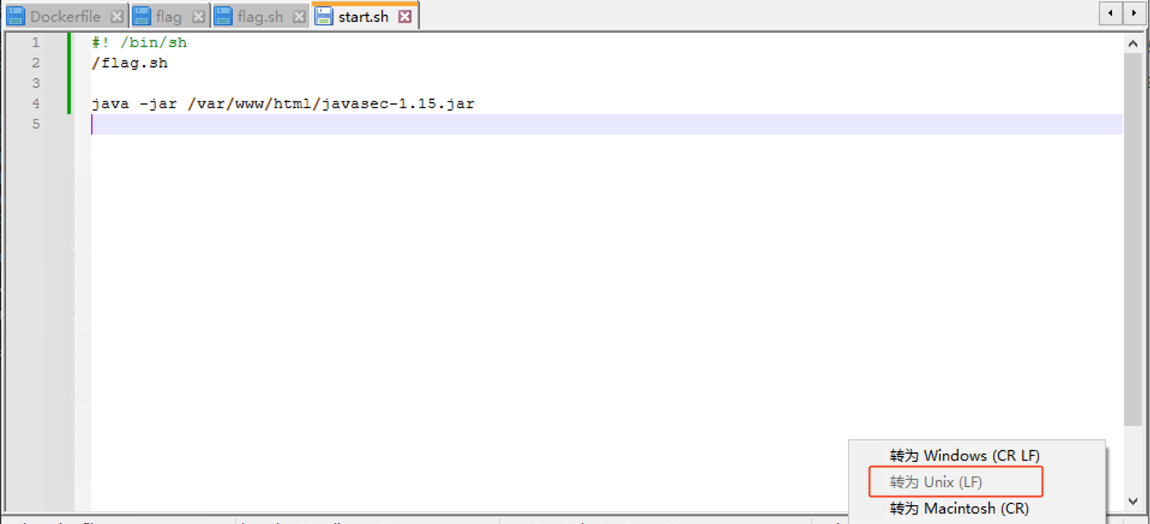 Dockerfile flag flag.sh start.sh
1 #! /bin/sh
2 /flag.sh
3
4 java -jar /var/www/html/javasec-1.15.jar
5
转为 Windows (CR LF)
转为 Unix (LF)
转为 Macintosh (CR)